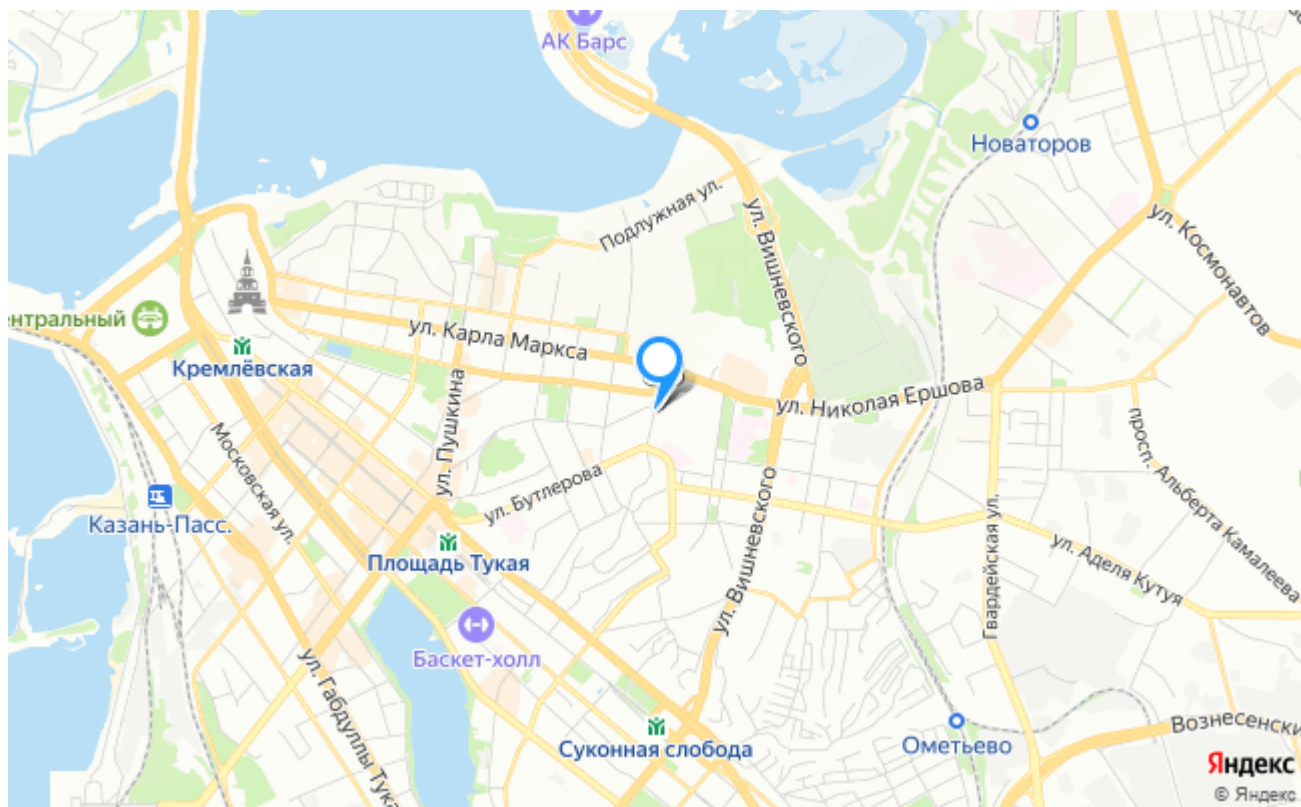 АК Барс
Новаторов
Подлужная ул.
ул. Вишневского
ул. Космонавтов
ентральный
ул. Карла Маркса
Кремлёвская
ул. Пушкина
ул. Николая Ершова
Московская ул.
ул. Бутлерова
просп. Альберта Камалеева
Казань-Пасс.
Площадь Тукая
ул. Вишневского
Гвардейская ул.
ул. Аделя Кутуя
Баскет-холл
ул. Габдуллы Тука
Суконная слобода
Ометьево
Вознесенски
Яндекс
© Яндекс